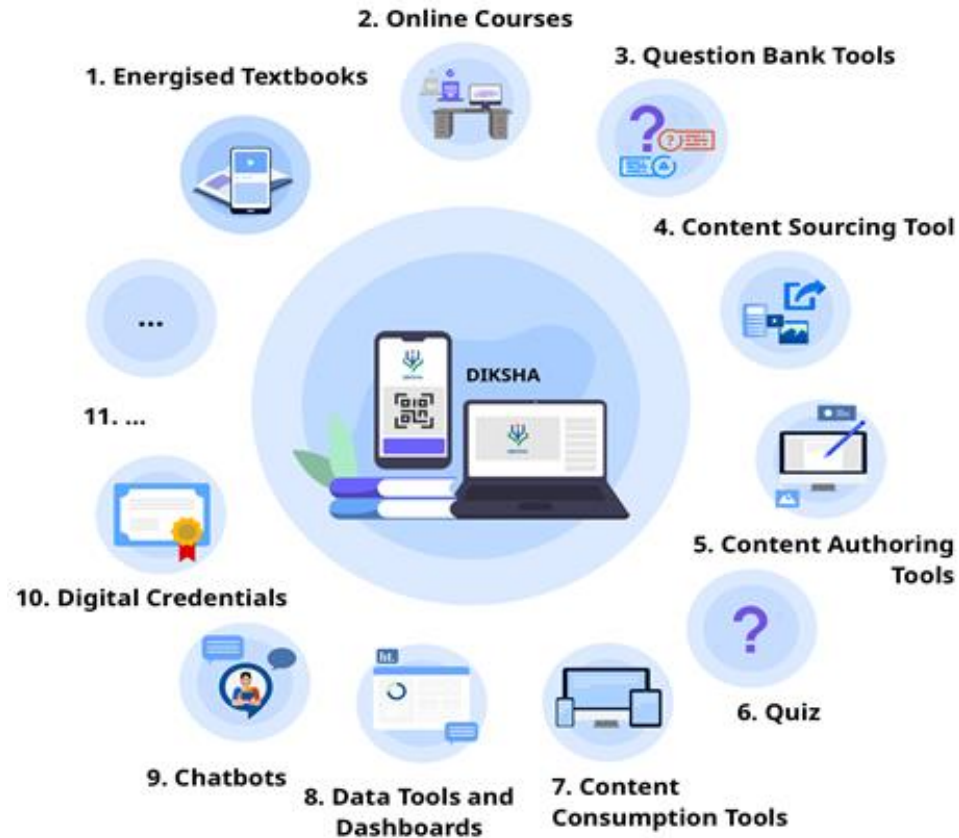 2. Online Courses
1. Energised Textbooks
3. Question Bank Tools
4. Content Sourcing Tool
...
DIKSHA
11. ...
5. Content Authoring
Tools
10. Digital Credentials
6. Quiz
9. Chatbots
8. Data Tools and
Dashboards
7. Content
Consumption Tools